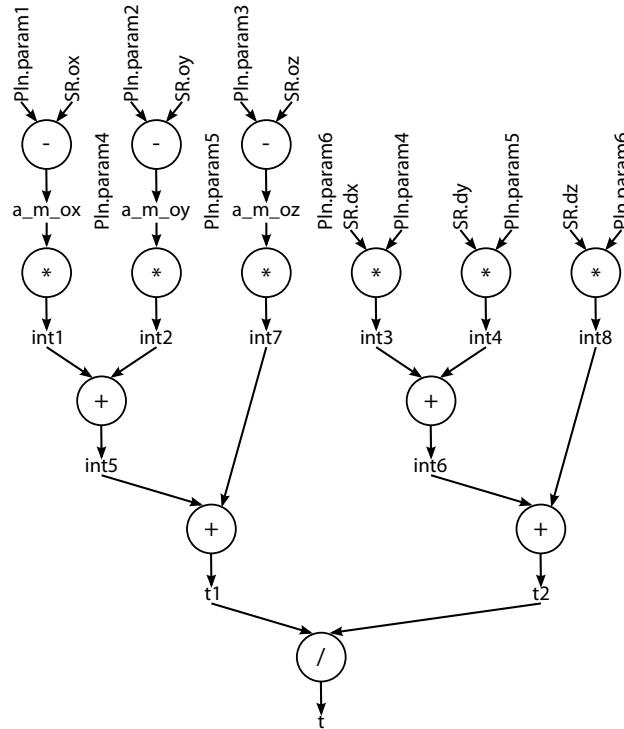 Pln.param1
SR.ox
Pln.param2
SR.oy
Pln.param3
SR.oz
-
-
-
Pln.param4
Pln.param5
Pln.param6
SR.dx
Pln.param4
SR.dy
Pln.param5
SR.dz
Pln.param6
a_m_ox
a_m_oy
a_m_oz
*
*
*
*
*
*
int1
int2
int7
int3
int4
int8
+
+
int5
int6
+
+
t1
t2
/
t